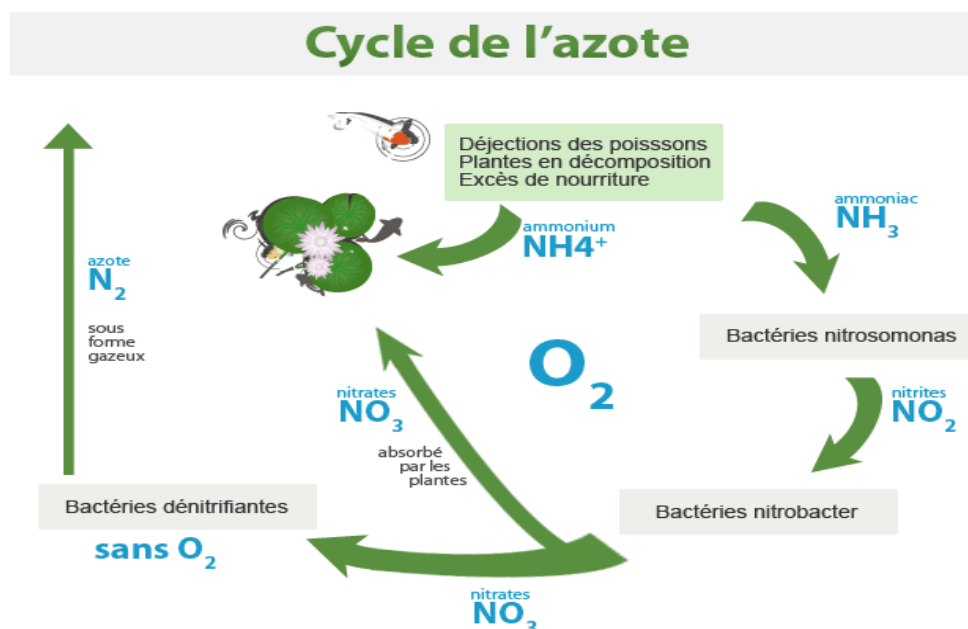 Cycle de l'azote
Déjections des poisssons
Plantes en décomposition
Excès de nourriture
ammoniac
NH₃
ammonium
NH4⁺
azote
N₂
sous
forme
gazeux
O₂
Bactéries nitrosomonas
nitrites
NO₂
nitrates
NO₃
absorbé
par les
plantes
Bactéries dénitrifiantes
sans O₂
Bactéries nitrobacter
nitrates
NO₃